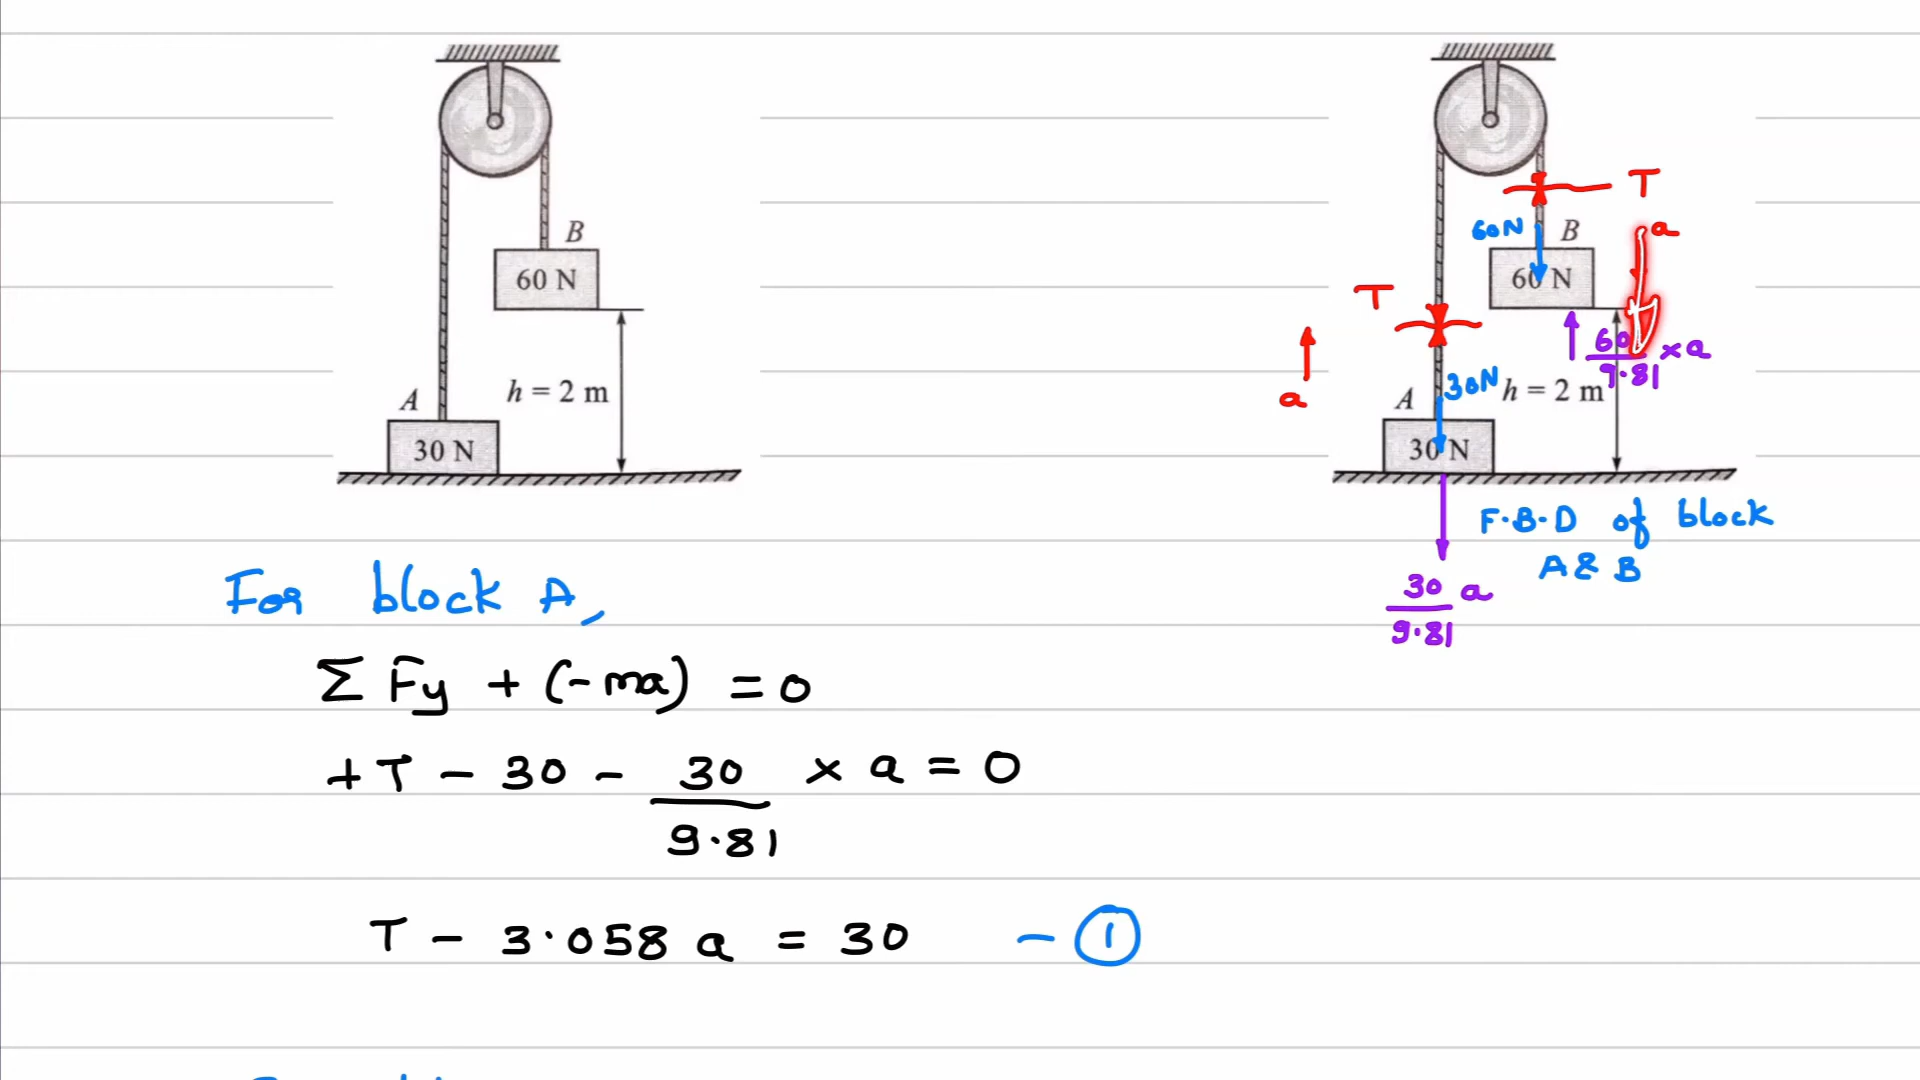 B
60 N
A
h = 2 m
30 N
T
a
60N
B
60 N
T
60
9.81
× a
a
A
30N
h = 2 m
30 N
F.B.D of block
A & B
30
9.81
a
For block A,
Σ Fy + (- ma) = 0
+ T - 30 - 30/9.81 × a = 0
T - 3.058 a = 30 - ①